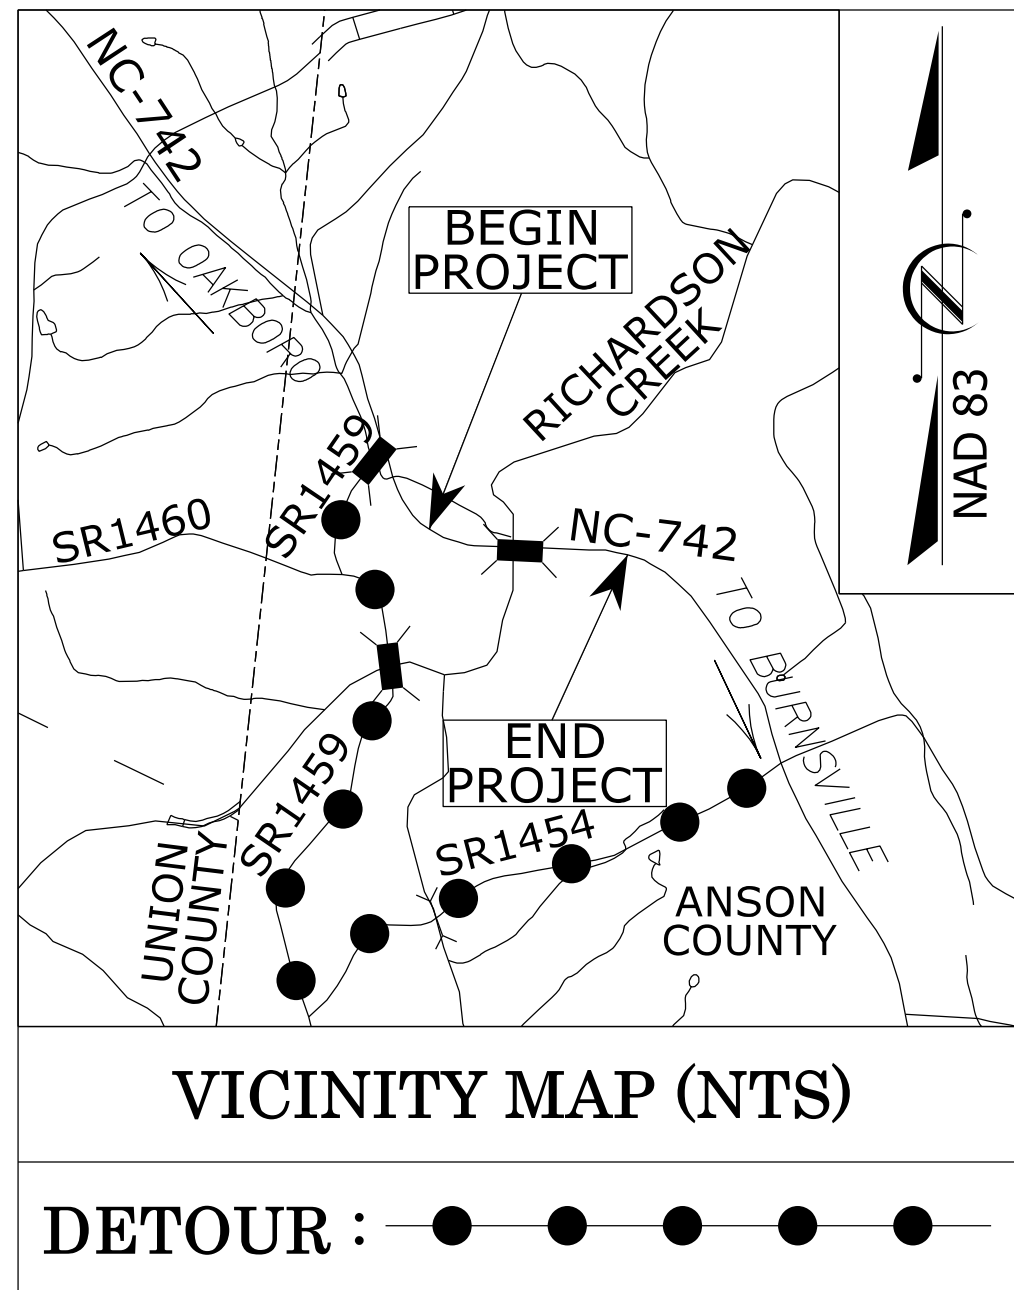 NC-742
TO OAKBORO
BEGIN
PROJECT
RICHARDSON
CREEK
NAD 83
SR1459
SR1460
NC-742
TO BURNSVILLE
END
PROJECT
SR1459
SR1454
UNION
COUNTY
ANSON
COUNTY
VICINITY MAP (NTS)
DETOUR :